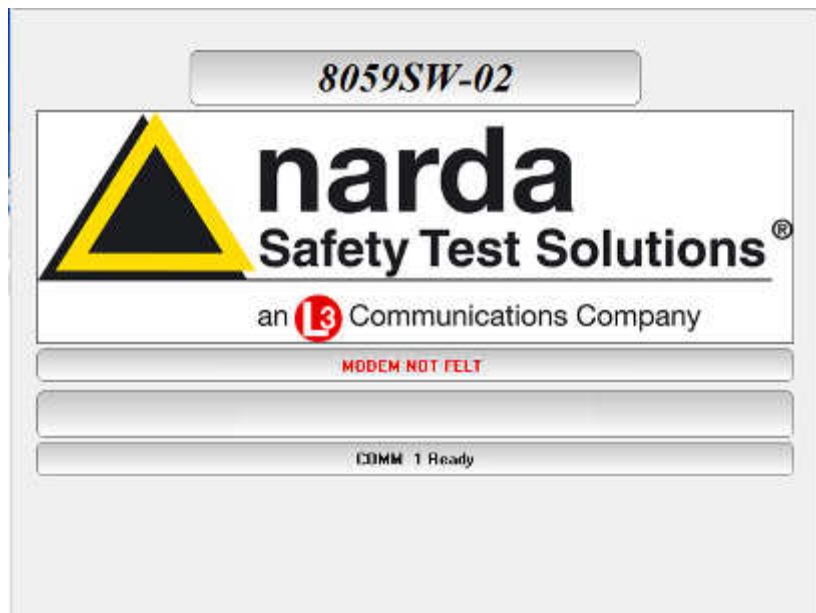 8059SW-02
narda
Safety Test Solutions®
an L3 Communications Company
MODEM NOT FELT
COMM 1 Ready